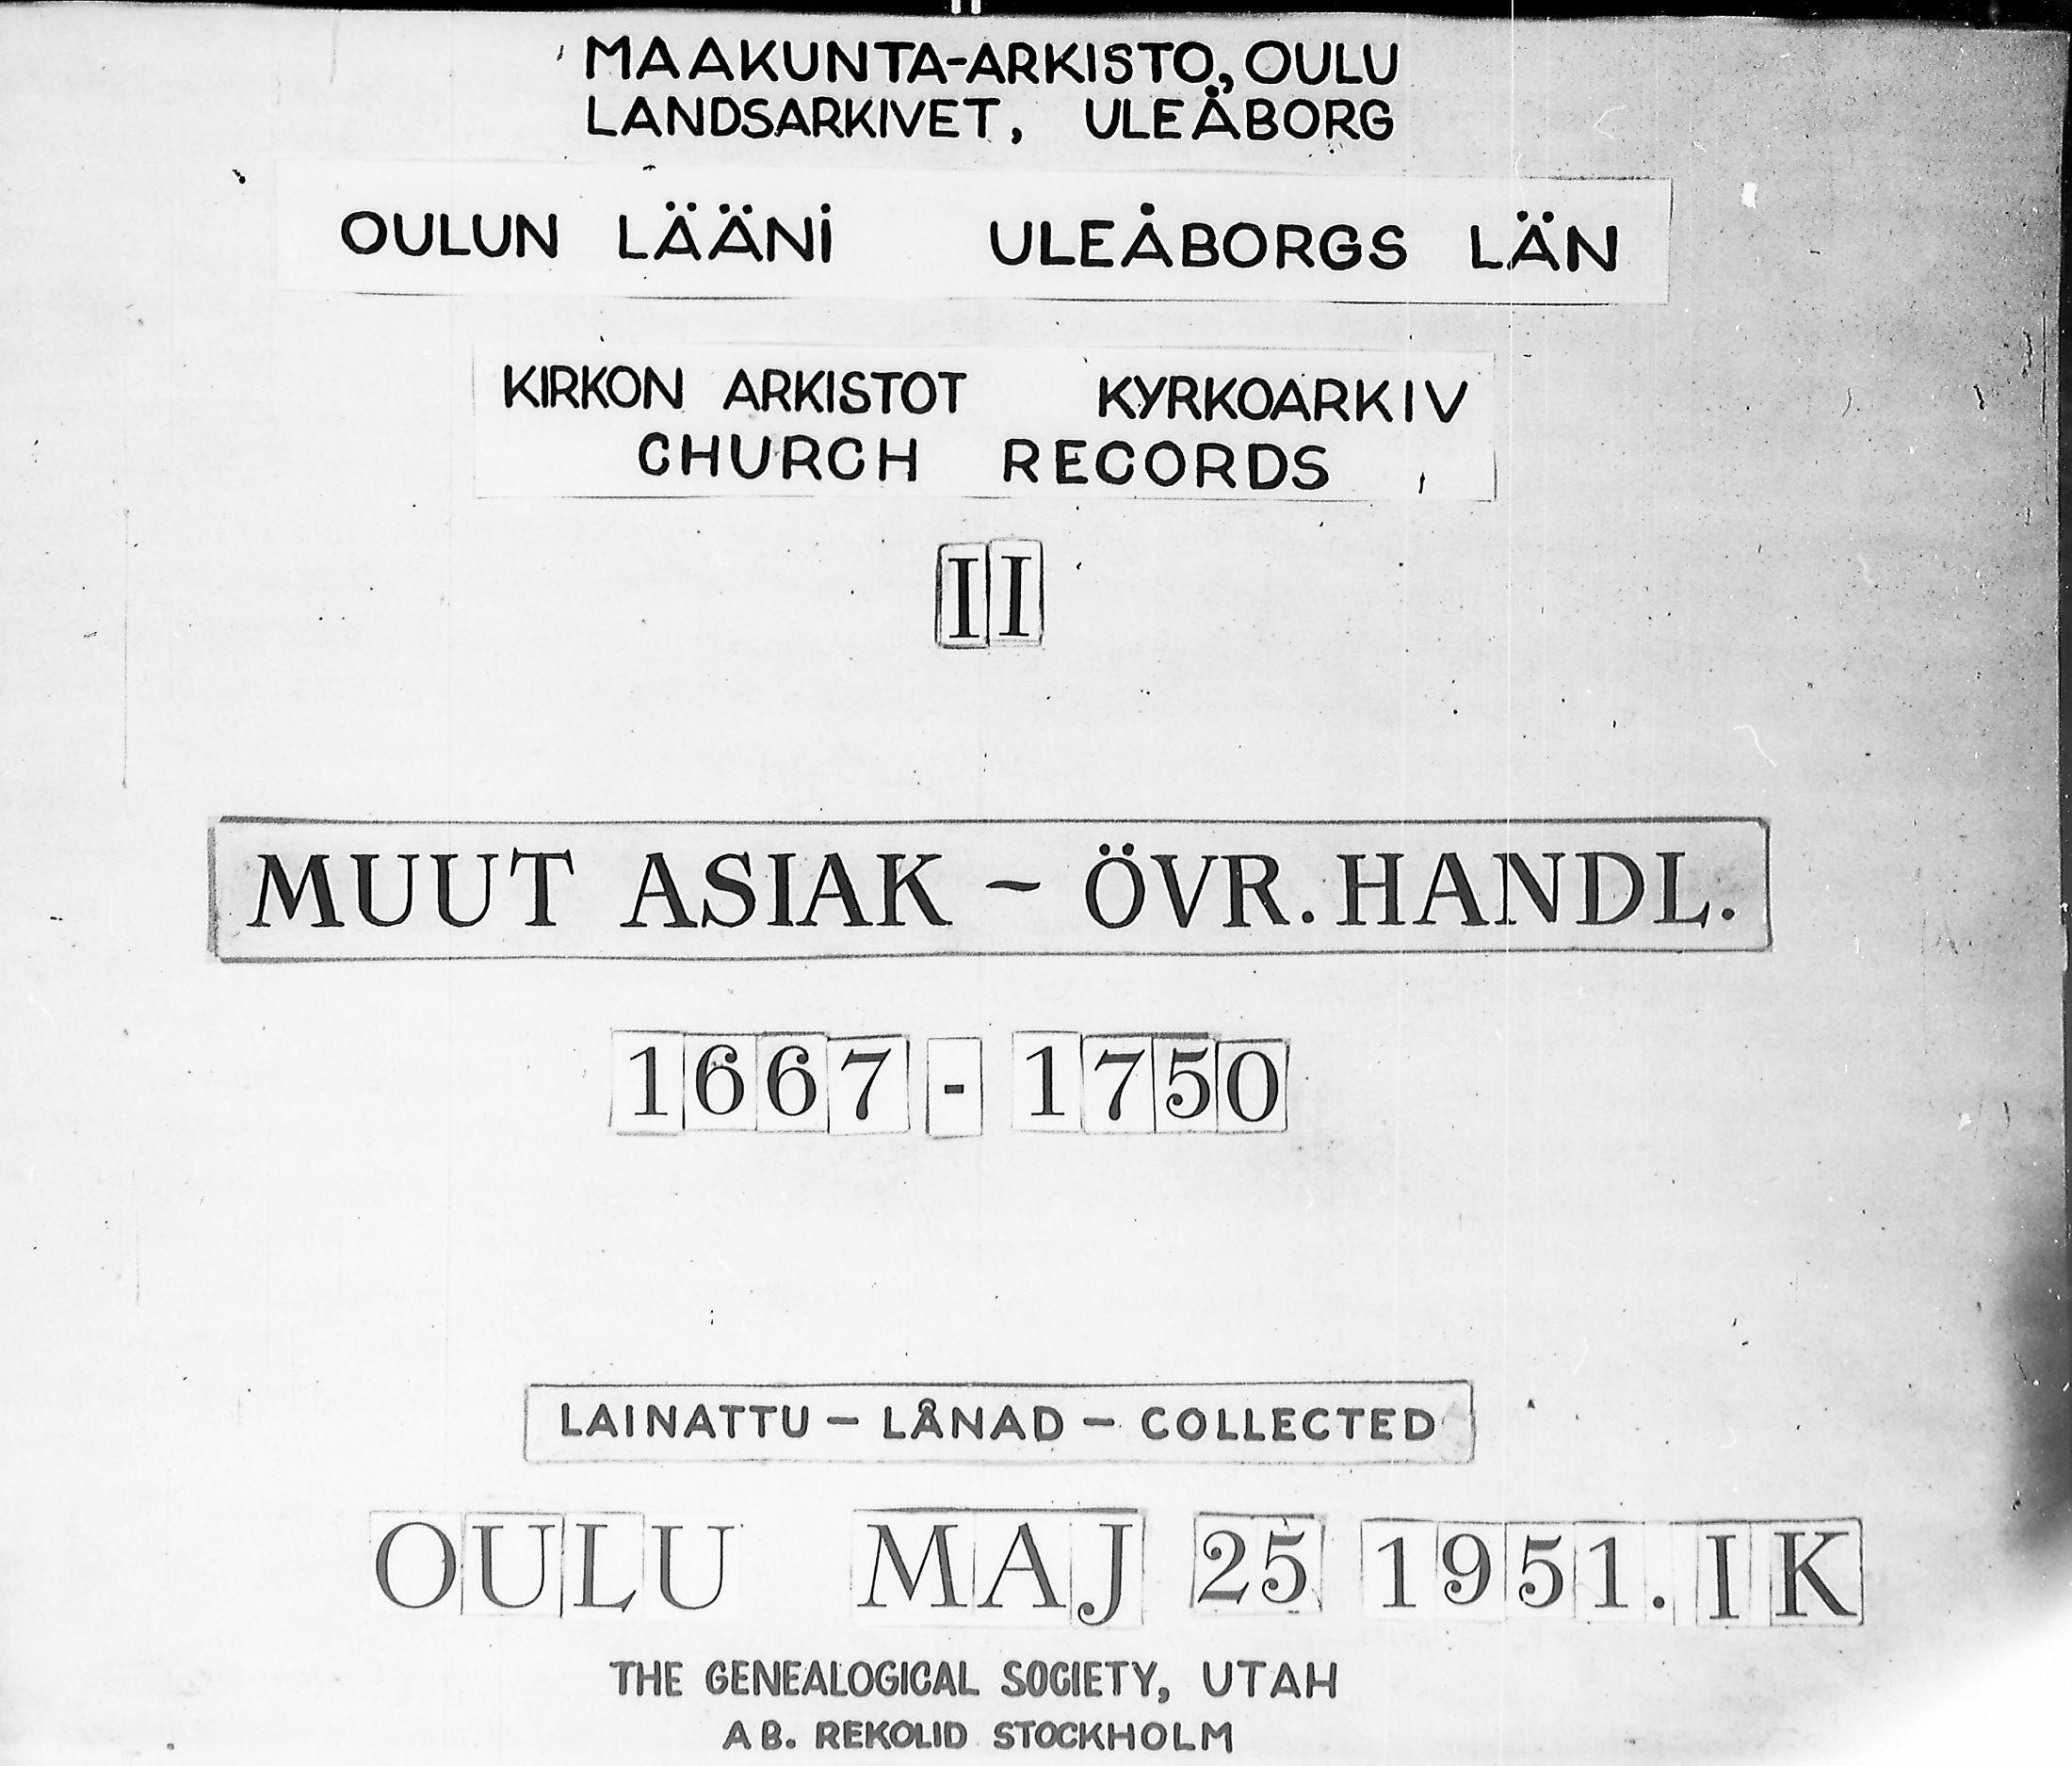 MAAKUNTA-ARKISTO, OULU
LANDSARKIVET, ULEÅBORG
OULUN LÄÄNI ULEÅBORGS LÄN
KIRKON ARKISTOT KYRKOARKIV
CHURCH RECORDS
II
MUUT ASIAK - ÖVR. HANDL.
1667 - 1750
LAINATTU - LÅNAD - COLLECTED
OULU MAJ 25 1951. IK
THE GENEALOGICAL SOCIETY, UTAH
AB. REKOLID STOCKHOLM